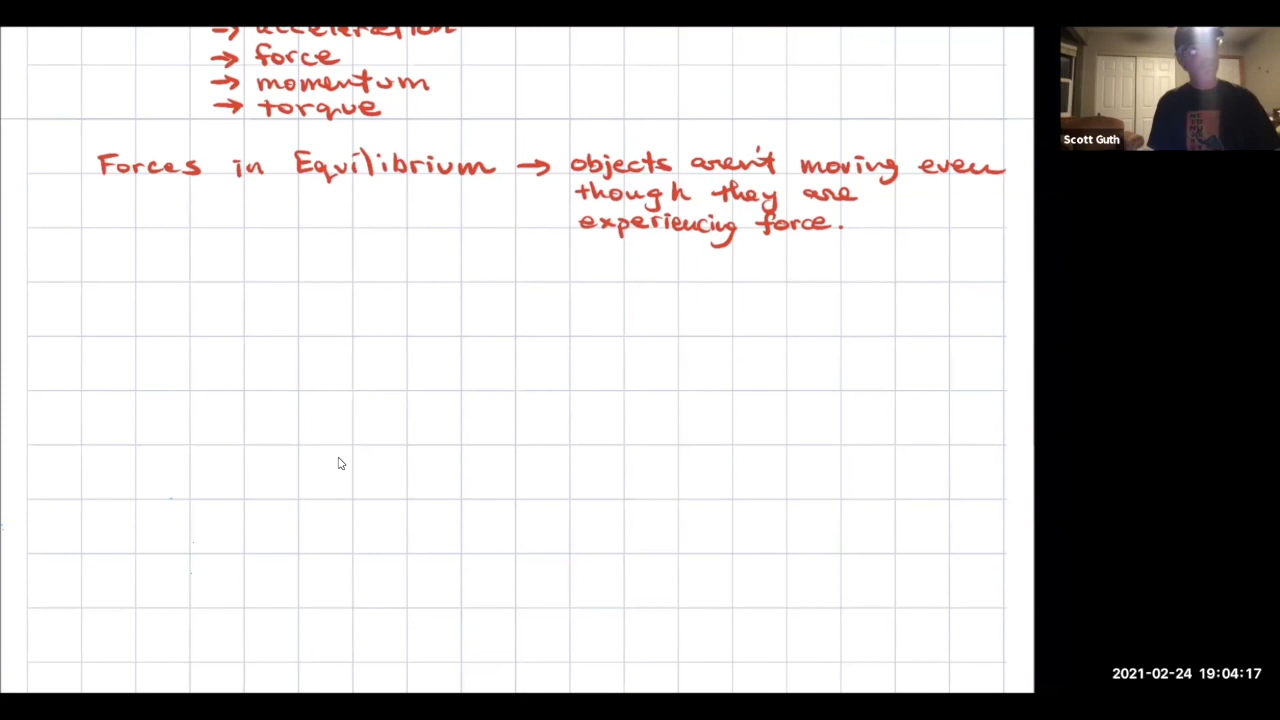 → acceleration
→ force
→ momentum
→ torque
Forces in Equilibrium → objects aren't moving even
though they are
experiencing force.
Scott Guth
2021-02-24 19:04:17